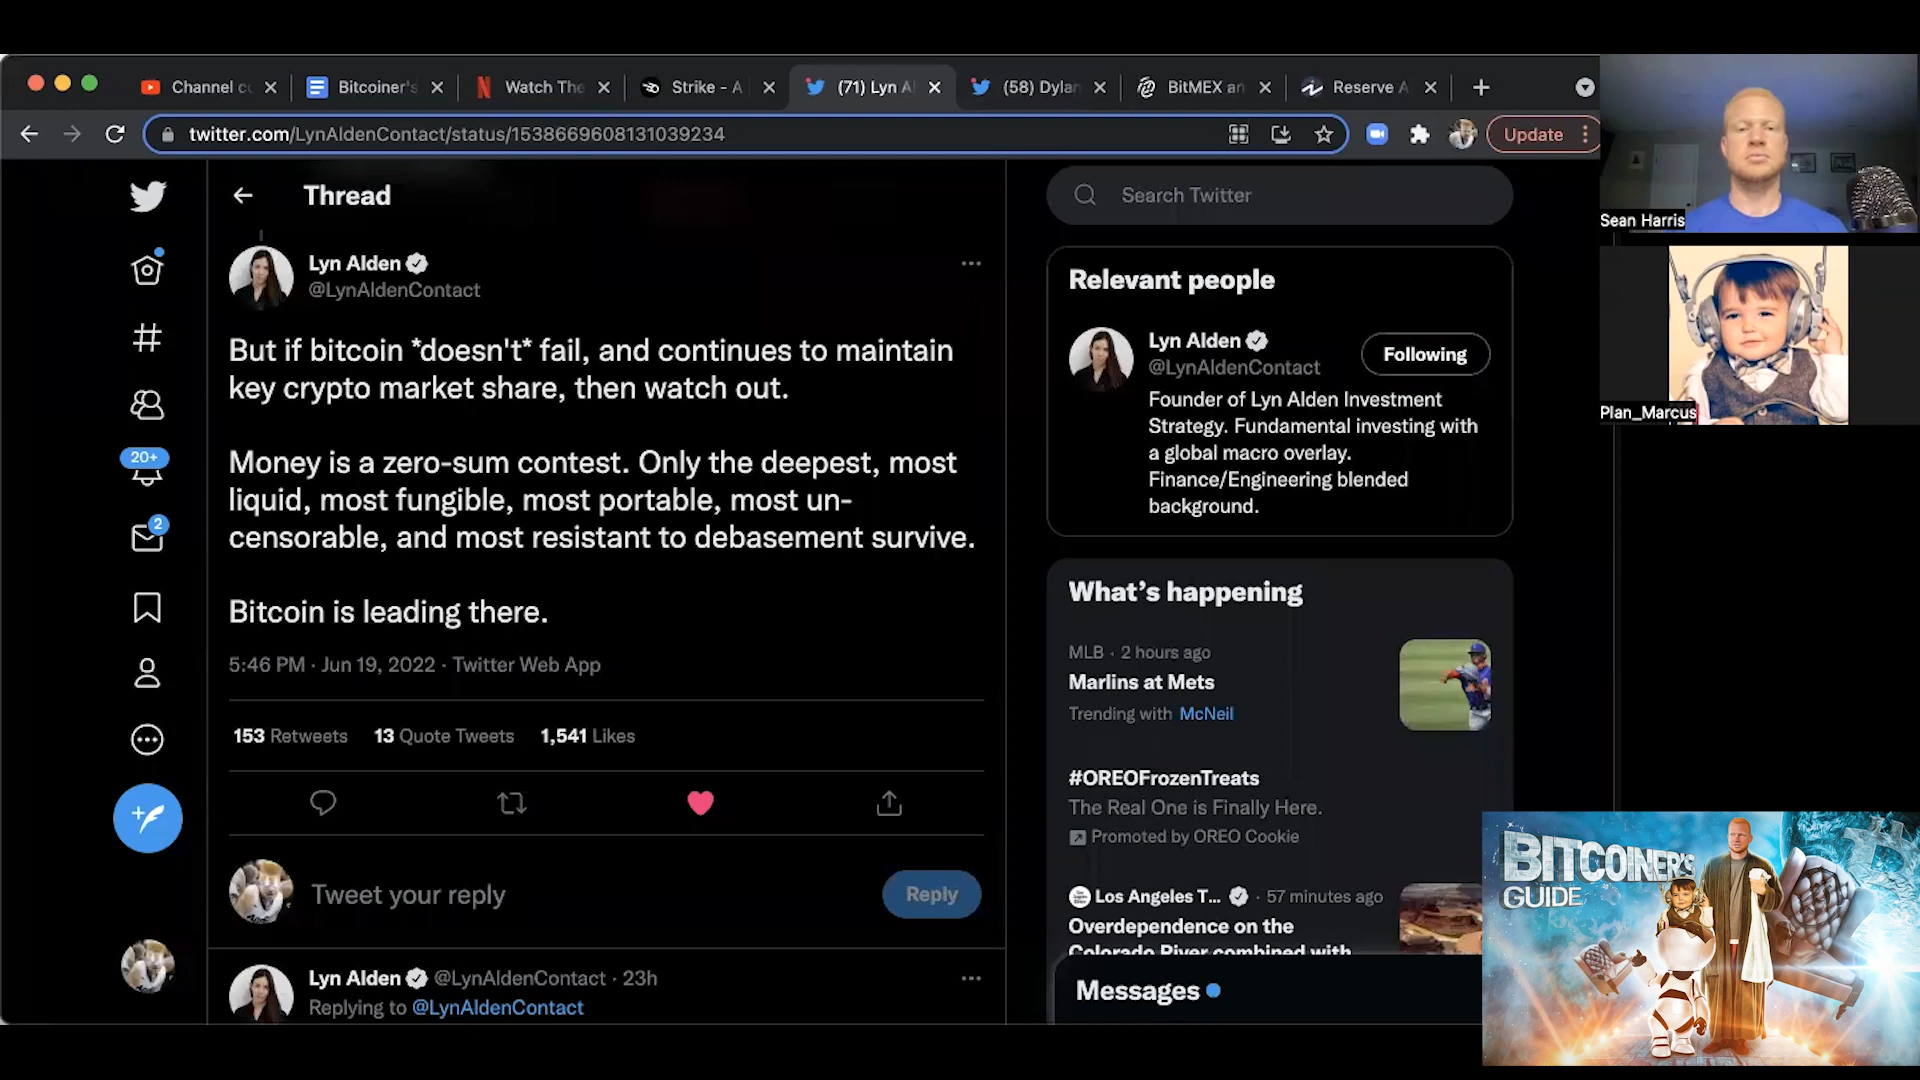 Channel c
Bitcoiner's
Watch The
Strike - A
(71) Lyn A
(58) Dylan
BitMEX an
Reserve A
twitter.com/LynAldenContact/status/1538669608131039234
Update
Thread
Lyn Alden
@LynAldenContact
But if bitcoin *doesn't* fail, and continues to maintain
key crypto market share, then watch out.
Money is a zero-sum contest. Only the deepest, most
liquid, most fungible, most portable, most un-
censorable, and most resistant to debasement survive.
Bitcoin is leading there.
5:46 PM · Jun 19, 2022 · Twitter Web App
153 Retweets 13 Quote Tweets 1,541 Likes
Tweet your reply
Reply
Lyn Alden @LynAldenContact · 23h
Replying to @LynAldenContact
20+
2
Search Twitter
Relevant people
Lyn Alden
@LynAldenContact
Following
Founder of Lyn Alden Investment
Strategy. Fundamental investing with
a global macro overlay.
Finance/Engineering blended
background.
What's happening
MLB · 2 hours ago
Marlins at Mets
Trending with McNeil
#OREOFrozenTreats
The Real One is Finally Here.
Promoted by OREO Cookie
Los Angeles T... · 57 minutes ago
Overdependence on the
Colorado River combined with
Messages
Sean Harris
Plan_Marcus
BITCOINER'S
GUIDE